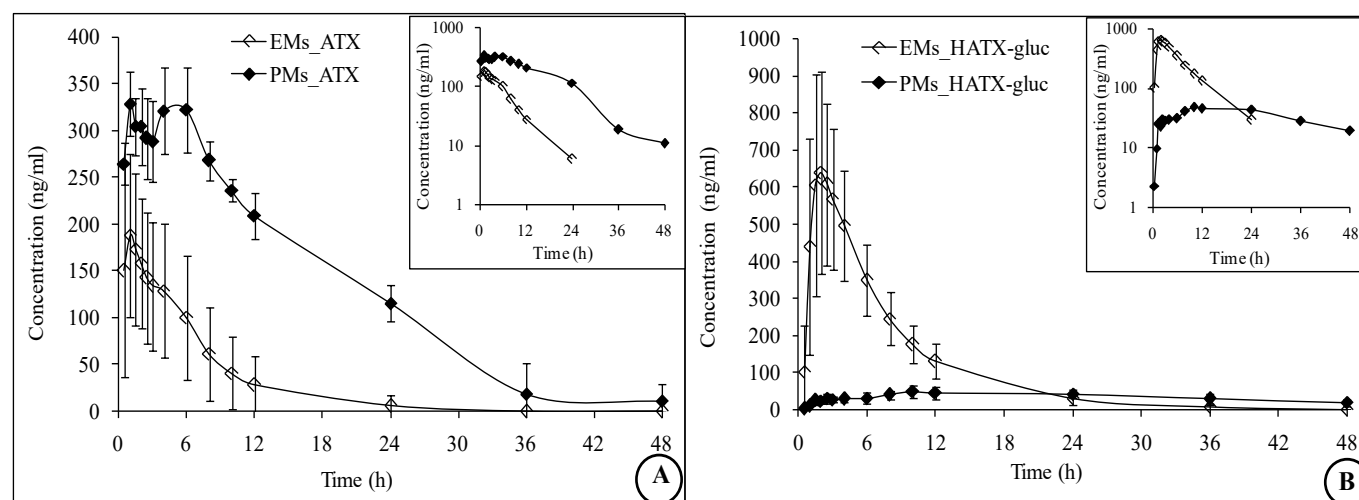 400
350
300
250
200
150
100
50
0
Concentration (ng/ml)
0 6 12 18 24 30 36 42 48
Time (h)
EMs_ATX
PMs_ATX
1000
100
10
1
Concentration (ng/ml)
0 12 24 36 48
Time (h)
A
1000
900
800
700
600
500
400
300
200
100
0
Concentration (ng/ml)
0 6 12 18 24 30 36 42 48
Time (h)
EMs_HATX-gluc
PMs_HATX-gluc
1000
100
10
1
Concentration (ng/ml)
0 12 24 36 48
Time (h)
B